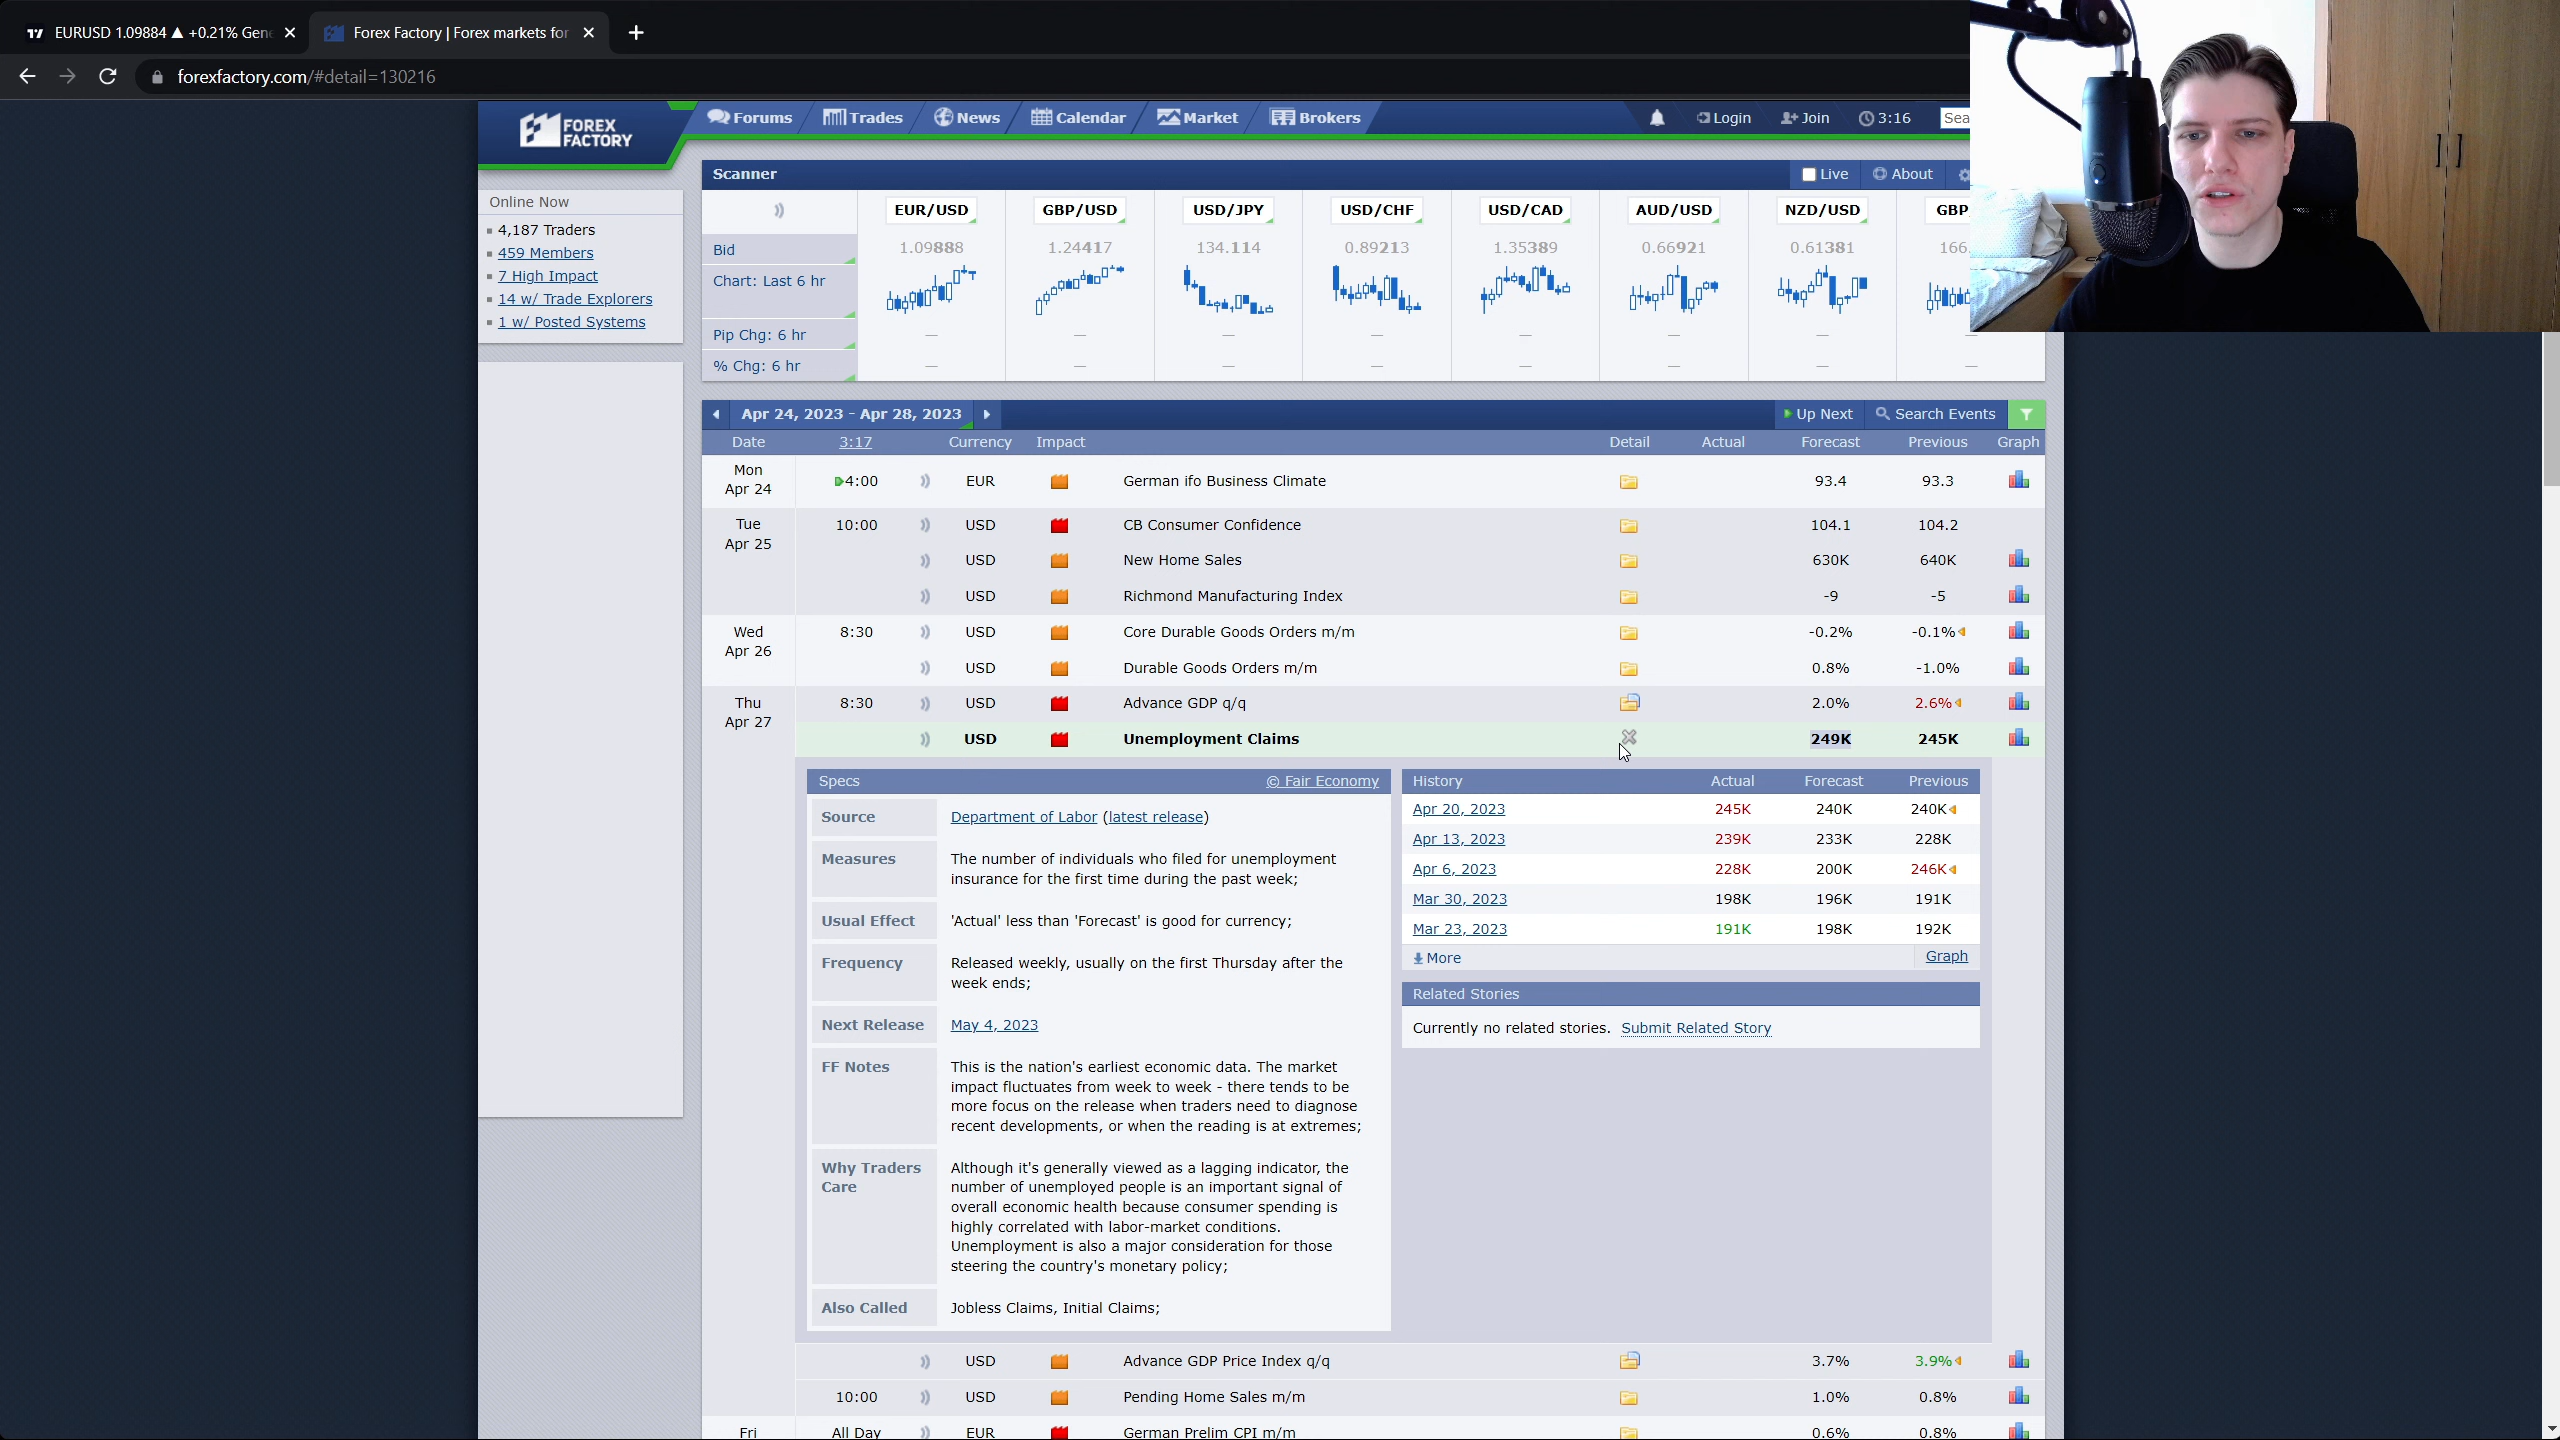 EURUSD 1.09884 ▲ +0.21% Gen
Forex Factory | Forex markets for
forexfactory.com/#detail=130216
FOREX
FACTORY
Forums Trades News Calendar Market Brokers Login Join 3:16 Sea
Online Now
4,187 Traders
459 Members
7 High Impact
14 w/ Trade Explorers
1 w/ Posted Systems
Scanner Live About
EUR/USD GBP/USD USD/JPY USD/CHF USD/CAD AUD/USD NZD/USD GBP
Bid 1.09888 1.24417 134.114 0.89213 1.35389 0.66921 0.61381 166.
Chart: Last 6 hr
Pip Chg: 6 hr — — — — — — — —
% Chg: 6 hr — — — — — — — —
Apr 24, 2023 - Apr 28, 2023 Up Next Search Events
Date 3:17 Currency Impact Detail Actual Forecast Previous Graph
Mon
Apr 24
4:00 EUR German ifo Business Climate 93.4 93.3
Tue
Apr 25
10:00 USD CB Consumer Confidence 104.1 104.2
USD New Home Sales 630K 640K
USD Richmond Manufacturing Index -9 -5
Wed
Apr 26
8:30 USD Core Durable Goods Orders m/m -0.2% -0.1%
USD Durable Goods Orders m/m 0.8% -1.0%
Thu
Apr 27
8:30 USD Advance GDP q/q 2.0% 2.6%
USD Unemployment Claims 249K 245K
Specs © Fair Economy
Source Department of Labor (latest release)
Measures The number of individuals who filed for unemployment
insurance for the first time during the past week;
Usual Effect 'Actual' less than 'Forecast' is good for currency;
Frequency Released weekly, usually on the first Thursday after the
week ends;
Next Release May 4, 2023
FF Notes This is the nation's earliest economic data. The market
impact fluctuates from week to week - there tends to be
more focus on the release when traders need to diagnose
recent developments, or when the reading is at extremes;
Why Traders
Care
Although it's generally viewed as a lagging indicator, the
number of unemployed people is an important signal of
overall economic health because consumer spending is
highly correlated with labor-market conditions.
Unemployment is also a major consideration for those
steering the country's monetary policy;
Also Called Jobless Claims, Initial Claims;
History Actual Forecast Previous
Apr 20, 2023 245K 240K 240K
Apr 13, 2023 239K 233K 228K
Apr 6, 2023 228K 200K 246K
Mar 30, 2023 198K 196K 191K
Mar 23, 2023 191K 198K 192K
More Graph
Related Stories
Currently no related stories. Submit Related Story
USD Advance GDP Price Index q/q 3.7% 3.9%
10:00 USD Pending Home Sales m/m 1.0% 0.8%
Fri All Day EUR German Prelim CPI m/m 0.6% 0.8%